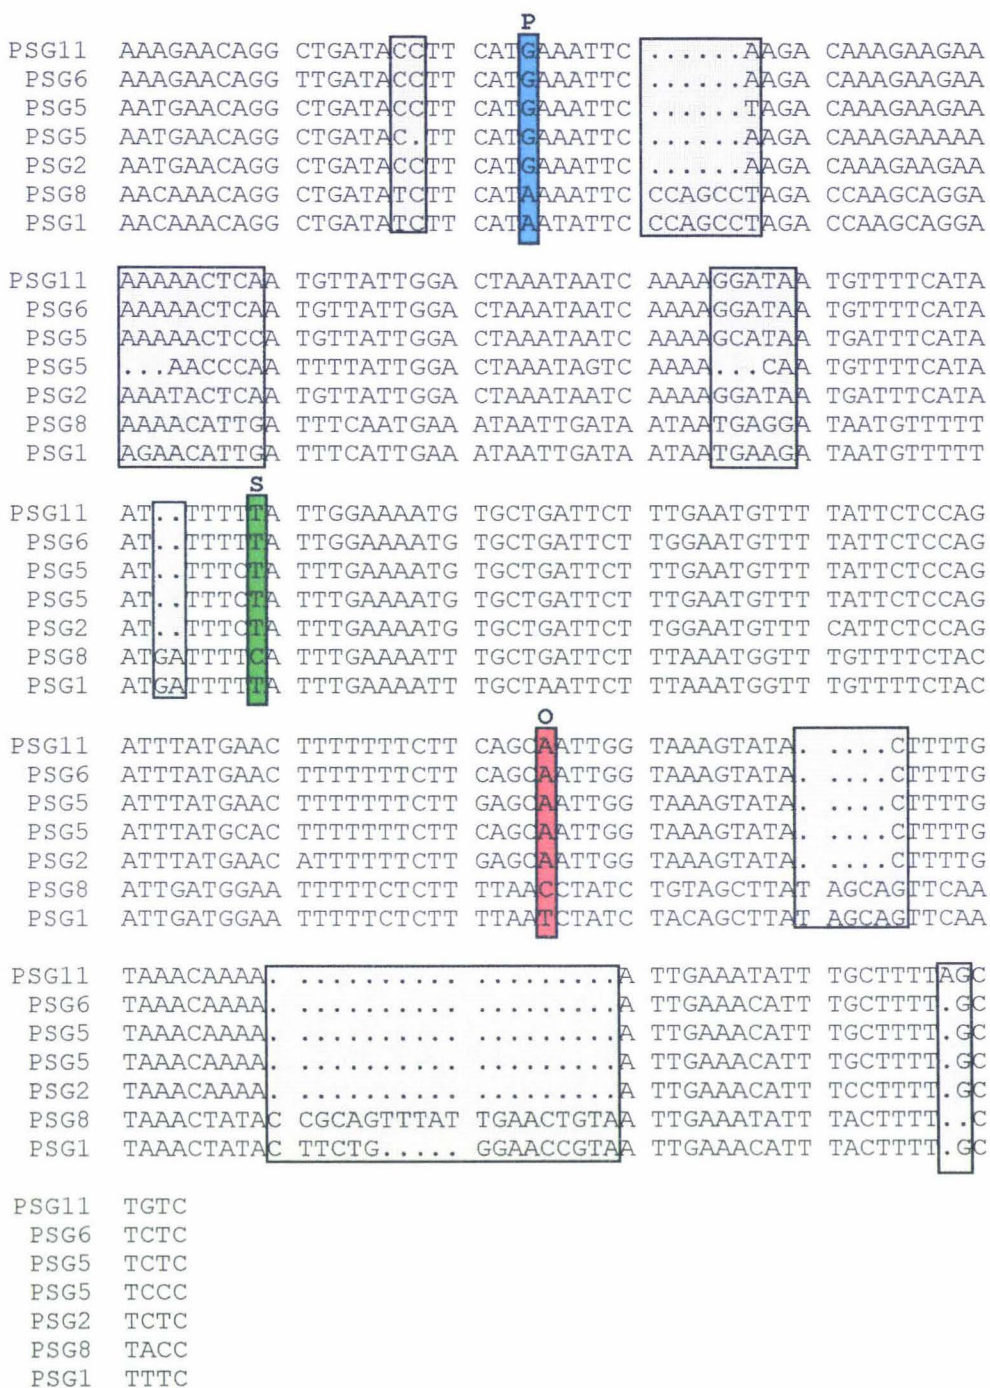 P
PSG11 AAAGAACAGG CTGATACCTT CATGAAATTC ......AAGA CAAAGAAGAA
PSG6 AAAGAACAGG TTGATACCTT CATGAAATTC ......AAGA CAAAGAAGAA
PSG5 AATGAACAGG CTGATACCTT CATGAAATTC ......TAGA CAAAGAAGAA
PSG5 AATGAACAGG CTGATAC.TT CATGAAATTC ......AAGA CAAAGAAAAA
PSG2 AATGAACAGG CTGATACCTT CATGAAATTC ......AAGA CAAAGAAGAA
PSG8 AACAAACAGG CTGATATCTT CATAAAATTC CCAGCCTAGA CCAAGCAGGA
PSG1 AACAAACAGG CTGATATCTT CATAATATTC CCAGCCTAGA CCAAGCAGGA
PSG11 AAAAACTCAA TGTTATTGGA CTAAATAATC AAAAGGATAA TGTTTTCATA
PSG6 AAAAACTCAA TGTTATTGGA CTAAATAATC AAAAGGATAA TGTTTTCATA
PSG5 AAAAACTCCA TGTTATTGGA CTAAATAATC AAAAGCATAA TGATTTCATA
PSG5 ...AACCCAA TTTTATTGGA CTAAATAGTC AAAA...CAA TGTTTTCATA
PSG2 AAATACTCAA TGTTATTGGA CTAAATAATC AAAAGGATAA TGATTTCATA
PSG8 AAAACATTGA TTTCAATGAA ATAATTGATA ATAATGAGGA TAATGTTTTT
PSG1 AGAACATTGA TTTCATTGAA ATAATTGATA ATAATGAAGA TAATGTTTTT
S
PSG11 AT..TTTTTA TTGGAAAATG TGCTGATTCT TTGAATGTTT TATTCTCCAG
PSG6 AT..TTTTTA TTGGAAAATG TGCTGATTCT TGGAATGTTT TATTCTCCAG
PSG5 AT..TTTCTA TTTGAAAATG TGCTGATTCT TTGAATGTTT TATTCTCCAG
PSG5 AT..TTTCTA TTTGAAAATG TGCTGATTCT TTGAATGTTT TATTCTCCAG
PSG2 AT..TTTCTA TTTGAAAATG TGCTGATTCT TGGAATGTTT CATTCTCCAG
PSG8 ATGATTTTCA TTTGAAAATT TGCTGATTCT TTAAATGGTT TGTTTTCTAC
PSG1 ATGATTTTTA TTTGAAAATT TGCTAATTCT TTAAATGGTT TGTTTTCTAC
O
PSG11 ATTTATGAAC TTTTTTTCTT CAGCAATTGG TAAAGTATA. ....CTTTTG
PSG6 ATTTATGAAC TTTTTTTCTT CAGCAATTGG TAAAGTATA. ....CTTTTG
PSG5 ATTTATGAAC TTTTTTTCTT GAGCAATTGG TAAAGTATA. ....CTTTTG
PSG5 ATTTATGCAC TTTTTTTCTT CAGCAATTGG TAAAGTATA. ....CTTTTG
PSG2 ATTTATGAAC ATTTTTTCTT GAGCAATTGG TAAAGTATA. ....CTTTTG
PSG8 ATTGATGGAA TTTTTCTCTT TTAACCTATC TGTAGCTTAT AGCAGTTCAA
PSG1 ATTGATGGAA TTTTTCTCTT TTAATCTATC TACAGCTTAT AGCAGTTCAA
PSG11 TAAACAAAA. .......... .........A TTGAAATATT TGCTTTTAGC
PSG6 TAAACAAAA. .......... .........A TTGAAACATT TGCTTTT.GC
PSG5 TAAACAAAA. .......... .........A TTGAAACATT TGCTTTT.GC
PSG5 TAAACAAAA. .......... .........A TTGAAACATT TGCTTTT.GC
PSG2 TAAACAAAA. .......... .........A TTGAAACATT TCCTTTT.GC
PSG8 TAAACTATAC CGCAGTTTAT TGAACTGTAA TTGAAATATT TACTTTT..C
PSG1 TAAACTATAC TTCTG..... GGAACCGTAA TTGAAACATT TACTTTT.GC
PSG11 TGTC
PSG6 TCTC
PSG5 TCTC
PSG5 TCCC
PSG2 TCTC
PSG8 TACC
PSG1 TTTC